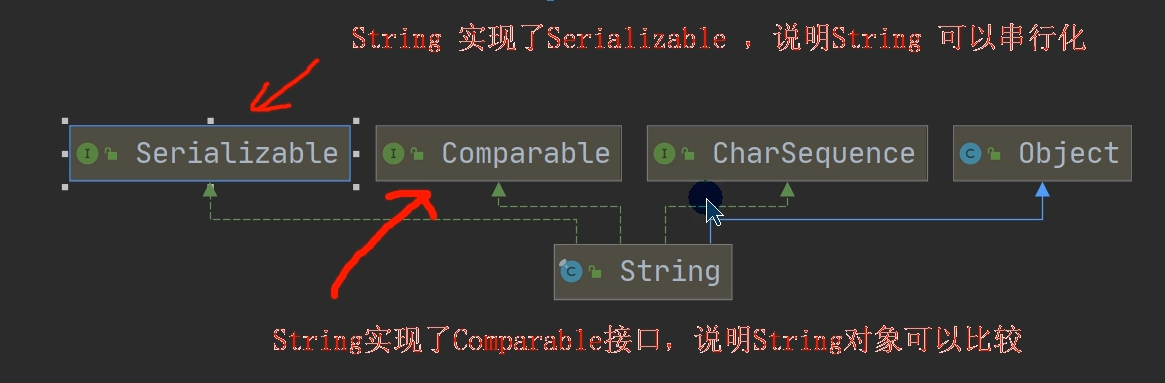 String 实现了Serializable ，说明String 可以串行化
I Serializable
I Comparable
I CharSequence
C Object
C String
String实现了Comparable接口，说明String对象可以比较